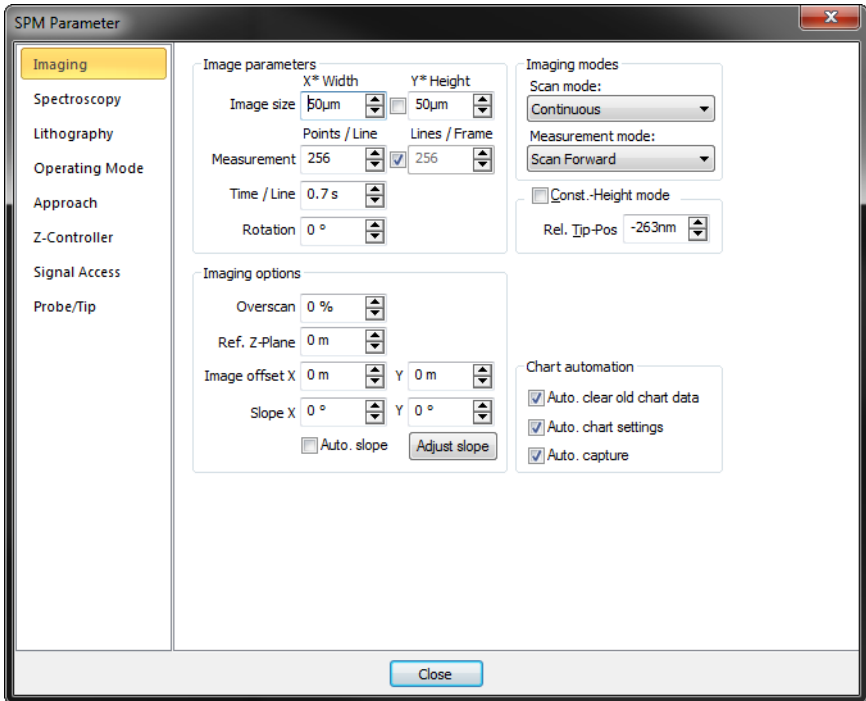 SPM Parameter
Imaging
Spectroscopy
Lithography
Operating Mode
Approach
Z-Controller
Signal Access
Probe/Tip
Image parameters
X* Width Y* Height
Image size 50µm 50µm
Points / Line Lines / Frame
Measurement 256 256
Time / Line 0.7 s
Rotation 0 °
Imaging modes
Scan mode:
Continuous
Measurement mode:
Scan Forward
Const.-Height mode
Rel. Tip-Pos -263nm
Imaging options
Overscan 0 %
Ref. Z-Plane 0 m
Image offset X 0 m Y 0 m
Slope X 0 ° Y 0 °
Auto. slope Adjust slope
Chart automation
Auto. clear old chart data
Auto. chart settings
Auto. capture
Close